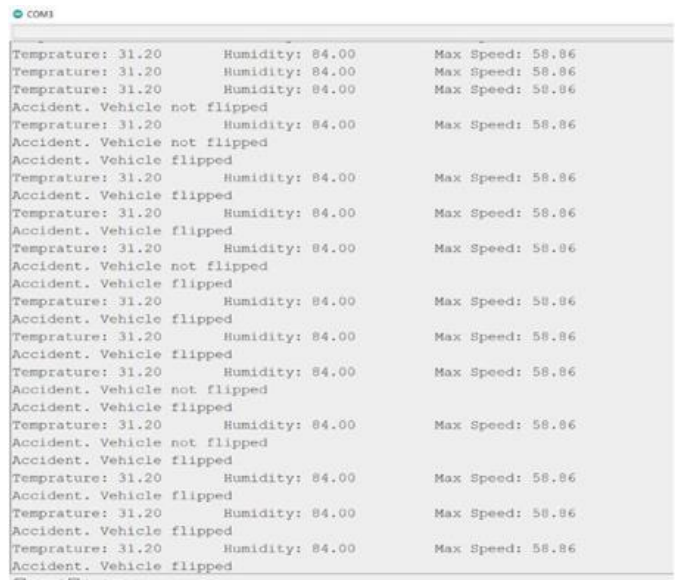 COM3
Temprature: 31.20 Humidity: 84.00 Max Speed: 58.86
Temprature: 31.20 Humidity: 84.00 Max Speed: 58.86
Temprature: 31.20 Humidity: 84.00 Max Speed: 58.86
Accident. Vehicle not flipped
Temprature: 31.20 Humidity: 84.00 Max Speed: 58.86
Accident. Vehicle not flipped
Accident. Vehicle flipped
Temprature: 31.20 Humidity: 84.00 Max Speed: 58.86
Accident. Vehicle flipped
Temprature: 31.20 Humidity: 84.00 Max Speed: 58.86
Accident. Vehicle flipped
Temprature: 31.20 Humidity: 84.00 Max Speed: 58.86
Accident. Vehicle not flipped
Accident. Vehicle flipped
Temprature: 31.20 Humidity: 84.00 Max Speed: 58.86
Accident. Vehicle flipped
Temprature: 31.20 Humidity: 84.00 Max Speed: 58.86
Accident. Vehicle flipped
Temprature: 31.20 Humidity: 84.00 Max Speed: 58.86
Accident. Vehicle not flipped
Accident. Vehicle flipped
Temprature: 31.20 Humidity: 84.00 Max Speed: 58.86
Accident. Vehicle not flipped
Accident. Vehicle flipped
Temprature: 31.20 Humidity: 84.00 Max Speed: 58.86
Accident. Vehicle flipped
Temprature: 31.20 Humidity: 84.00 Max Speed: 58.86
Accident. Vehicle flipped
Temprature: 31.20 Humidity: 84.00 Max Speed: 58.86
Accident. Vehicle flipped